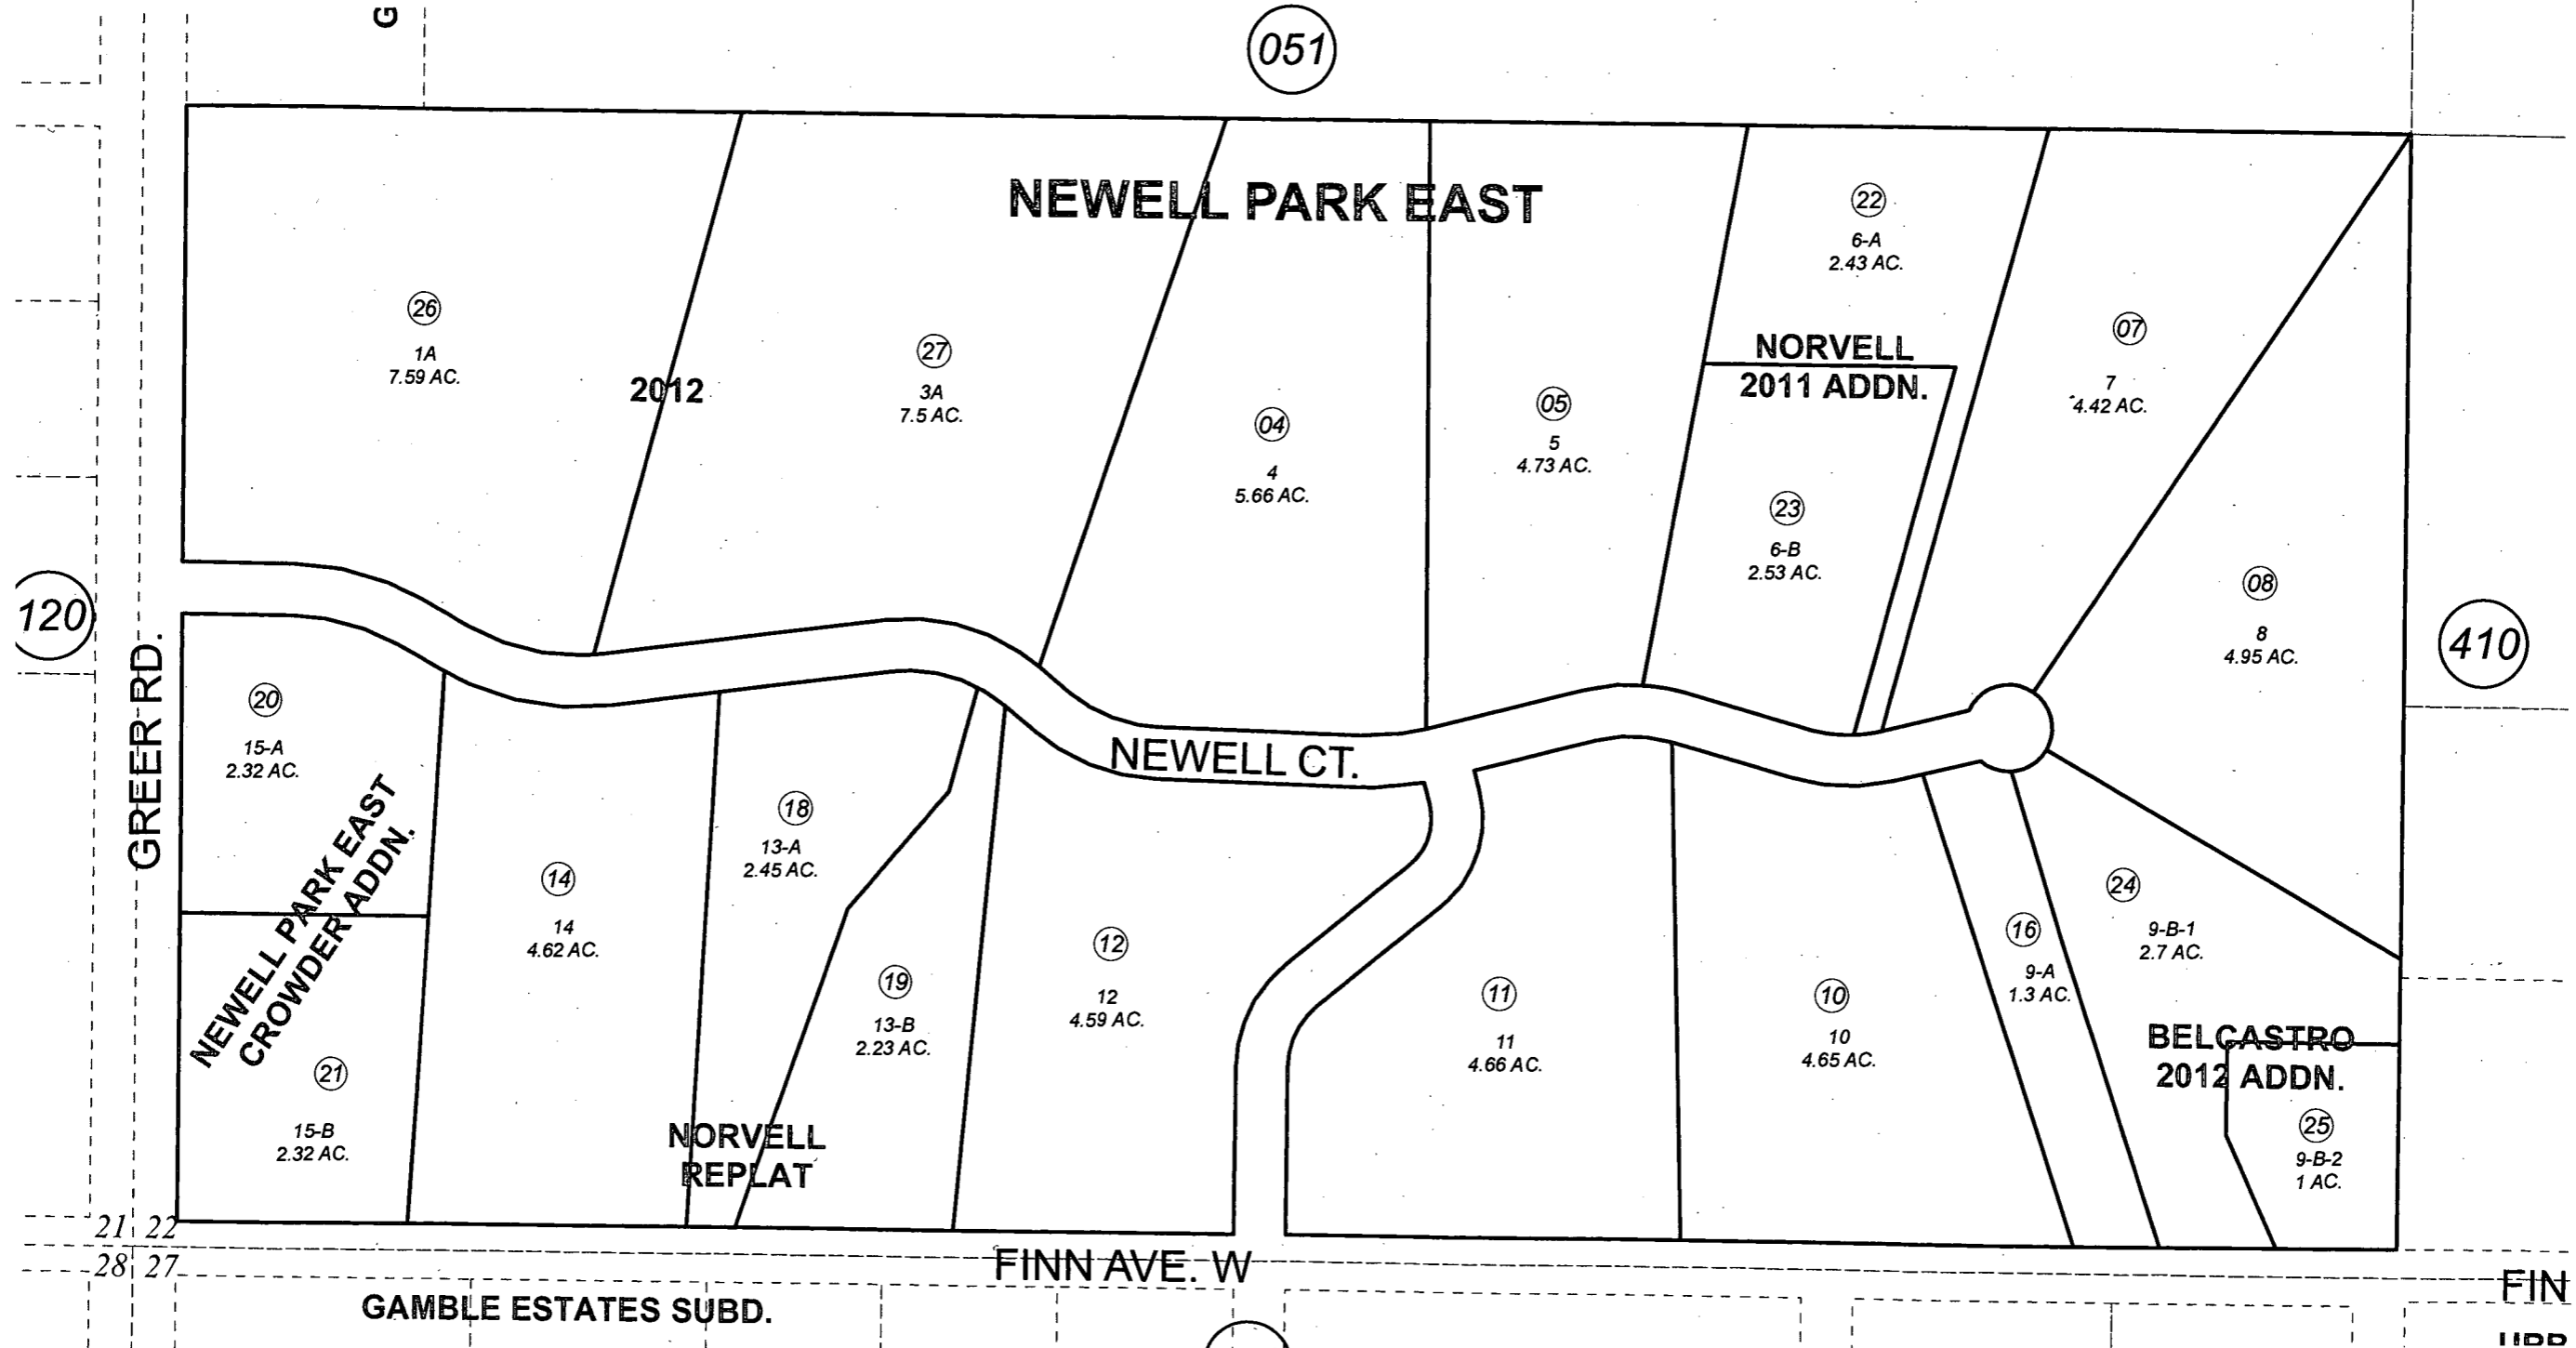 G
051
NEWELL PARK EAST
22
6-A
2.43 AC.
26
1A
7.59 AC.
2012
27
3A
7.5 AC.
04
4
5.66 AC.
05
5
4.73 AC.
NORVELL
2011 ADDN.
07
7
4.42 AC.
23
6-B
2.53 AC.
08
8
4.95 AC.
120
410
GREER RD.
20
15-A
2.32 AC.
NEWELL PARK EAST
CROWDER ADDN.
21
15-B
2.32 AC.
14
14
4.62 AC.
18
13-A
2.45 AC.
19
13-B
2.23 AC.
NORVELL
REPLAT
NEWELL CT.
12
12
4.59 AC.
11
11
4.66 AC.
10
10
4.65 AC.
16
9-A
1.3 AC.
24
9-B-1
2.7 AC.
BELCASTRO
2012 ADDN.
25
9-B-2
1 AC.
21 22
28 27
FINN AVE. W
FIN
GAMBLE ESTATES SUBD.